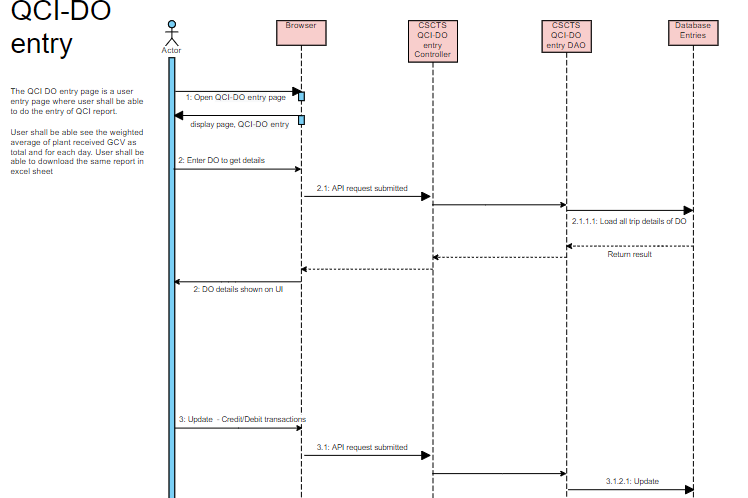 QCI-DO
entry
The QCI DO entry page is a user
entry page where user shall be able
to do the entry of QCI report.
User shall be able see the weighted
average of plant received GCV as
total and for each day. User shall be
able to download the same report in
excel sheet
Actor
Browser
CSCTS
QCI-DO
entry
Controller
CSCTS
QCI-DO
entry DAO
Database
Entries
1: Open QCI-DO entry page
display page, QCI-DO entry
2: Enter DO to get details
2.1: API request submitted
2.1.1.1: Load all trip details of DO
Return result
2: DO details shown on UI
3: Update - Credit/Debit transactions
3.1: API request submitted
3.1.2.1: Update